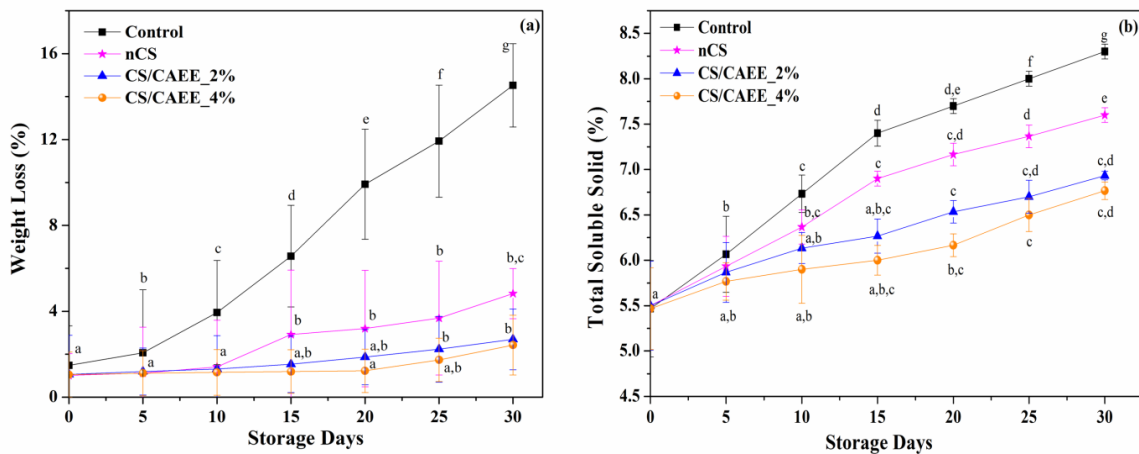 (a)
Control
nCS
CS/CAEE_2%
CS/CAEE_4%
Weight Loss (%)
16
12
8
4
0
a
b
c
d
e
f
g
a
a
b
b
b
b,c
a,b
a,b
b
b
a
a,b
0 5 10 15 20 25 30
Storage Days
(b)
Control
nCS
CS/CAEE_2%
CS/CAEE_4%
Total Soluble Solid (%)
8.5
8.0
7.5
7.0
6.5
6.0
5.5
5.0
4.5
a
b
c
d
d,e
f
g
b,c
c
c,d
d
e
a,b
a,b,c
c
c,d
c,d
a,b
a,b
a,b,c
b,c
c
c,d
0 5 10 15 20 25 30
Storage Days